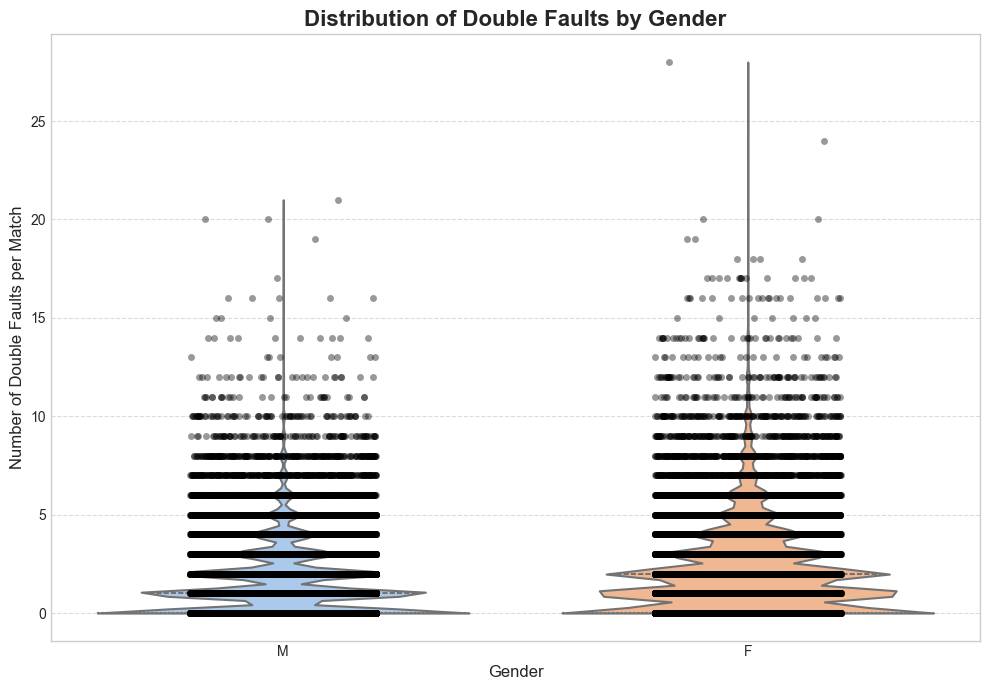 Distribution of Double Faults by Gender
Number of Double Faults per Match
25
20
15
10
5
0
M
F
Gender